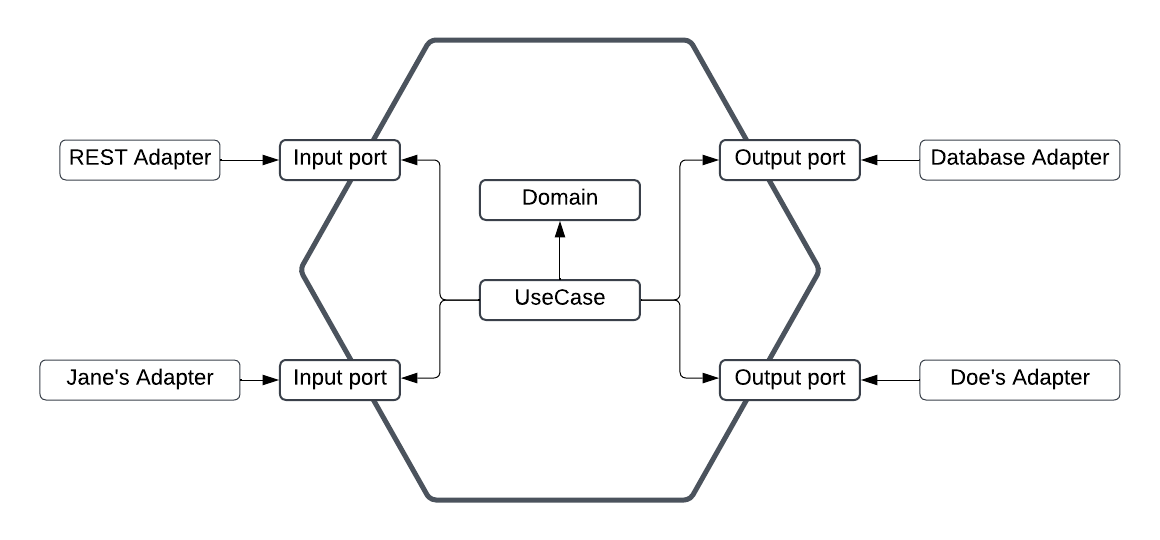 REST Adapter
Input port
Output port
Database Adapter
Domain
UseCase
Jane's Adapter
Input port
Output port
Doe's Adapter